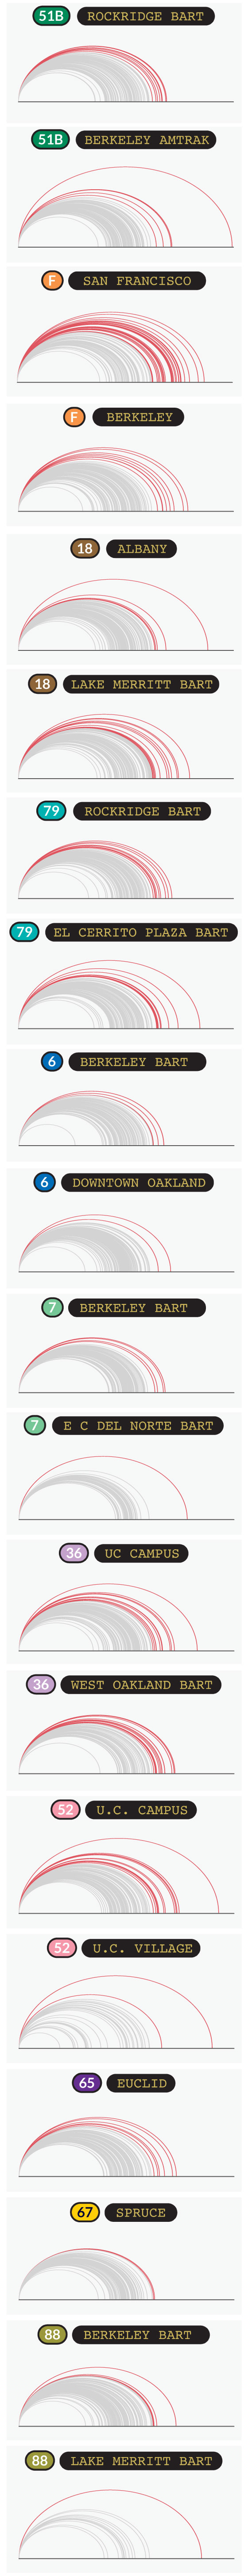 51B ROCKRIDGE BART
51B BERKELEY AMTRAK
F SAN FRANCISCO
F BERKELEY
18 ALBANY
18 LAKE MERRITT BART
79 ROCKRIDGE BART
79 EL CERRITO PLAZA BART
6 BERKELEY BART
6 DOWNTOWN OAKLAND
7 BERKELEY BART
7 E C DEL NORTE BART
36 UC CAMPUS
36 WEST OAKLAND BART
52 U.C. CAMPUS
52 U.C. VILLAGE
65 EUCLID
67 SPRUCE
88 BERKELEY BART
88 LAKE MERRITT BART